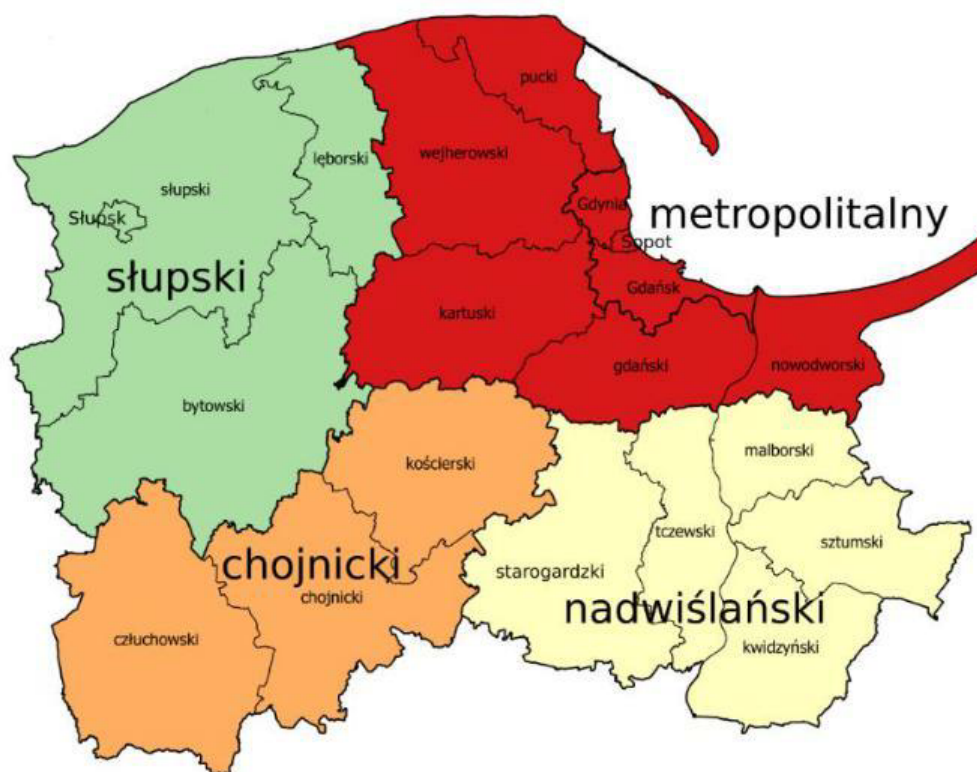 pucki
wejherowski
lęborski
słupski
Słupsk
Gdynia
metropolitalny
Sopot
słupski
Gdańsk
kartuski
gdański
nowodworski
bytowski
malborski
kościerski
tczewski
sztumski
chojnicki
starogardzki
chojnicki
nadwiślański
człuchowski
kwidzyński